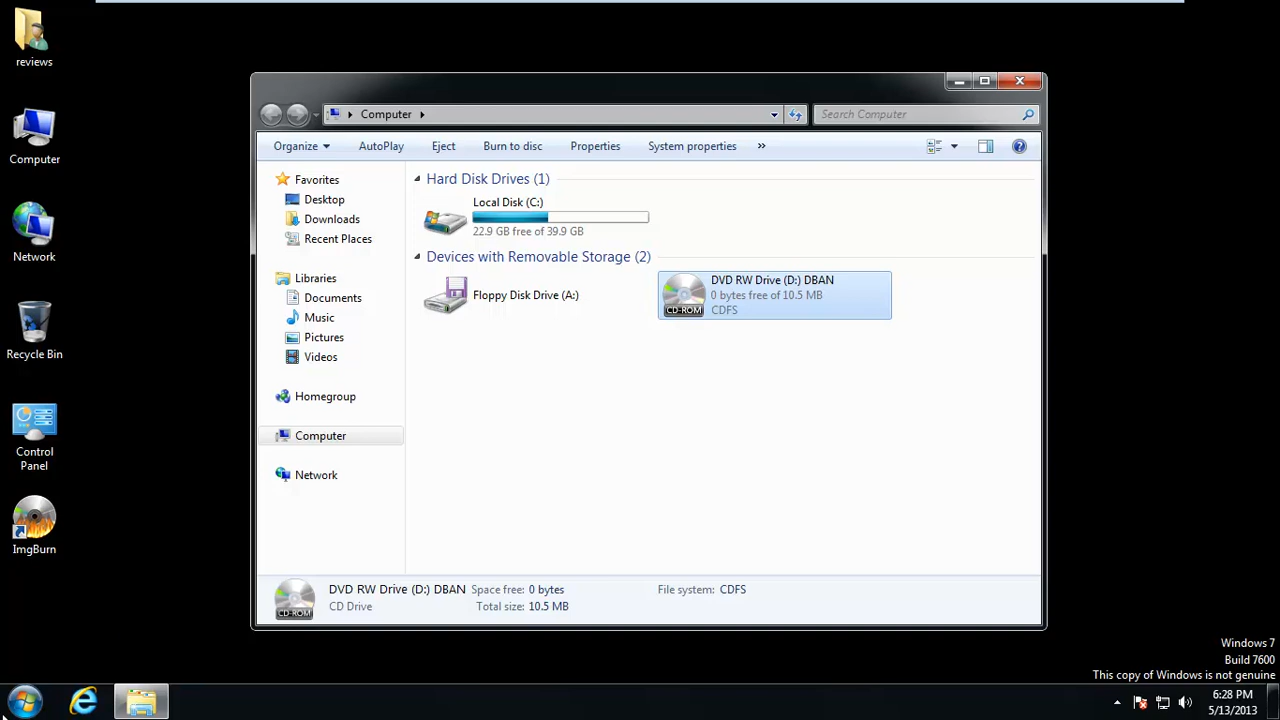 reviews
Computer
Network
Recycle Bin
Control
Panel
ImgBurn
Computer
Search Computer
Organize
AutoPlay
Eject
Burn to disc
Properties
System properties
»
Favorites
Desktop
Downloads
Recent Places
Libraries
Documents
Music
Pictures
Videos
Homegroup
Computer
Network
Hard Disk Drives (1)
Local Disk (C:)
22.9 GB free of 39.9 GB
Devices with Removable Storage (2)
Floppy Disk Drive (A:)
DVD RW Drive (D:) DBAN
0 bytes free of 10.5 MB
CDFS
CD-ROM
CD-ROM
DVD RW Drive (D:) DBAN Space free: 0 bytes File system: CDFS
CD Drive Total size: 10.5 MB
Windows 7
Build 7600
This copy of Windows is not genuine
6:28 PM
5/13/2013